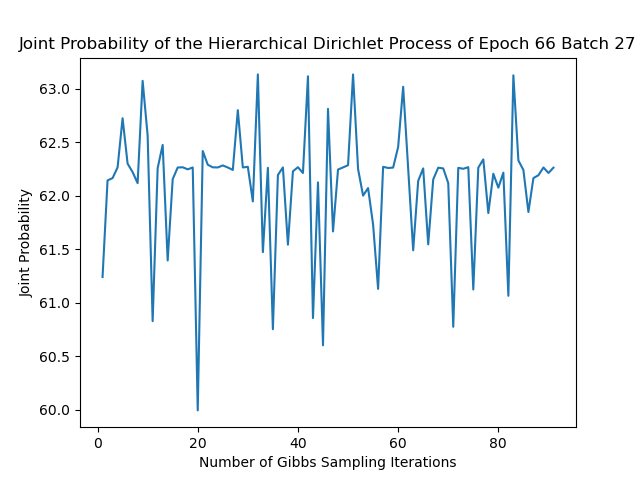 Joint Probability of the Hierarchical Dirichlet Process of Epoch 66 Batch 27
63.0
62.5
62.0
61.5
61.0
60.5
60.0
Joint Probability
0 20 40 60 80
Number of Gibbs Sampling Iterations